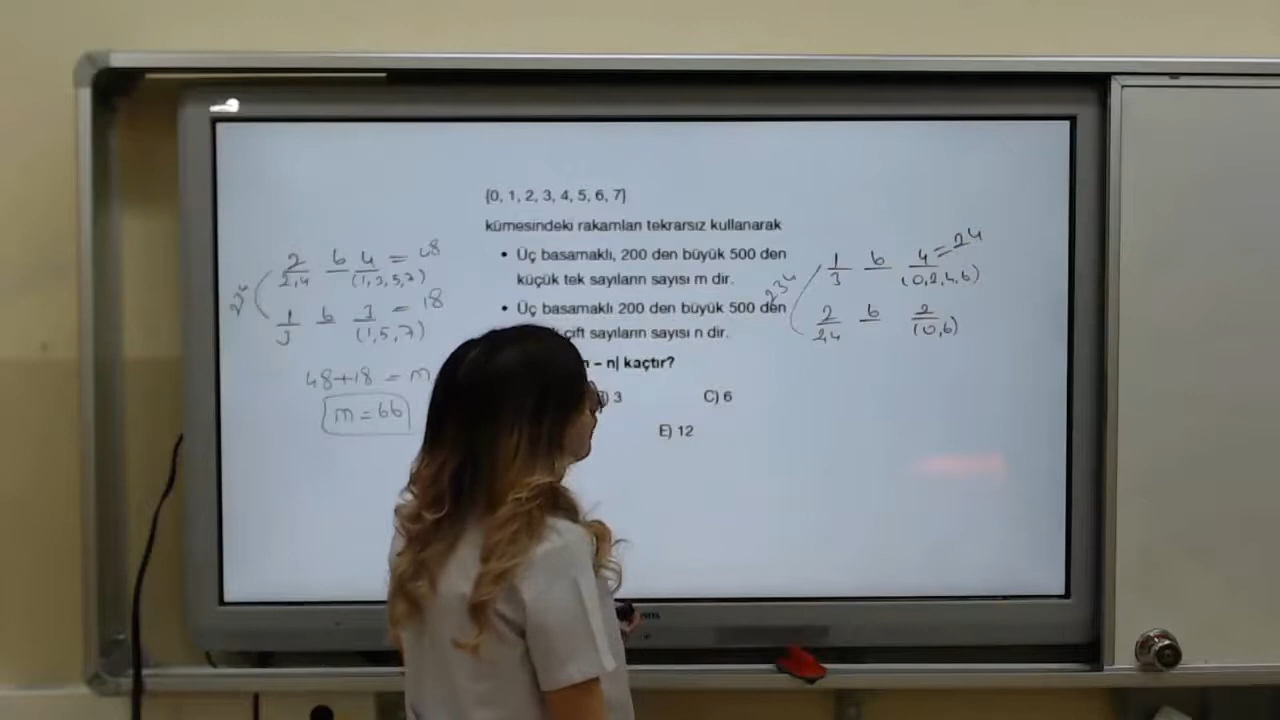 {0, 1, 2, 3, 4, 5, 6, 7}
kümesindeki rakamları tekrarsız kullanarak
• Üç basamaklı, 200 den büyük 500 den
küçük tek sayıların sayısı m dir.
• Üç basamaklı 200 den büyük 500 den
çift sayıların sayısı n dir.
– n| kaçtır?
3
C) 6
E) 12
2 6 4 = 48
2,4 (1,3,5,7)
1 6 3 = 18
3 (1,5,7)
48+18 = m
m = 66
234
1 6 4 = 24
3 (0,2,4,6)
2 6 2
2,4 (0,6)